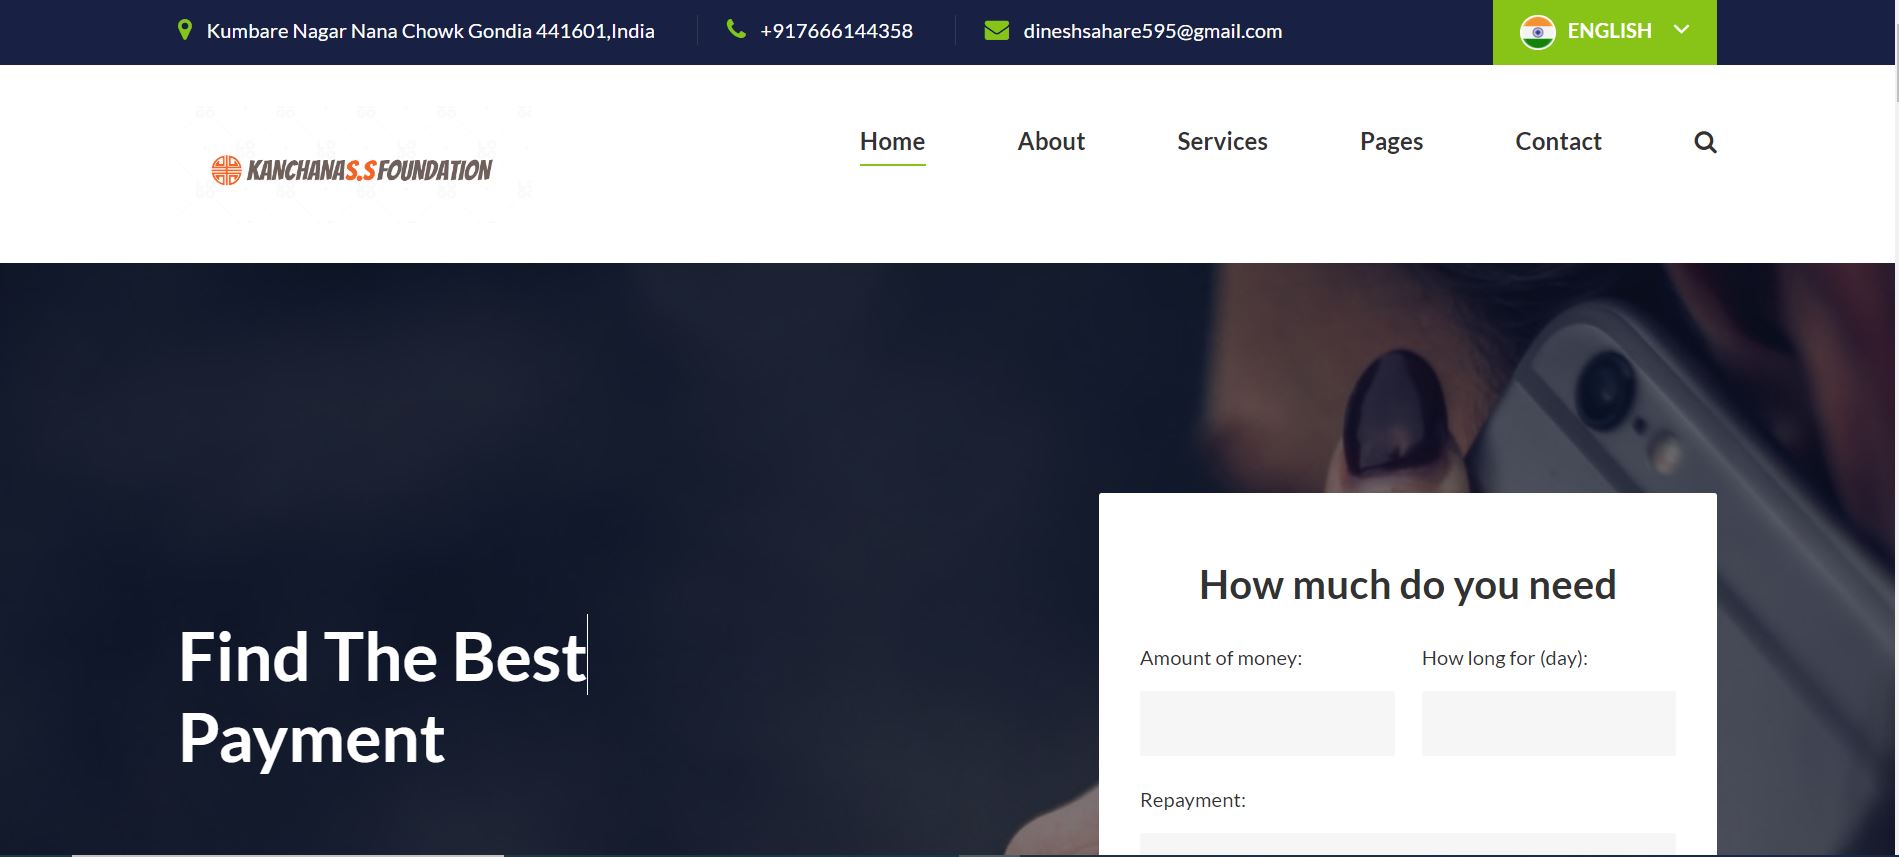 Kumbare Nagar Nana Chowk Gondia 441601,India
+917666144358
dineshsahare595@gmail.com
ENGLISH
KANCHANAS.SFOUNDATION
Home
About
Services
Pages
Contact
Find The Best
Payment
How much do you need
Amount of money:
How long for (day):
Repayment: